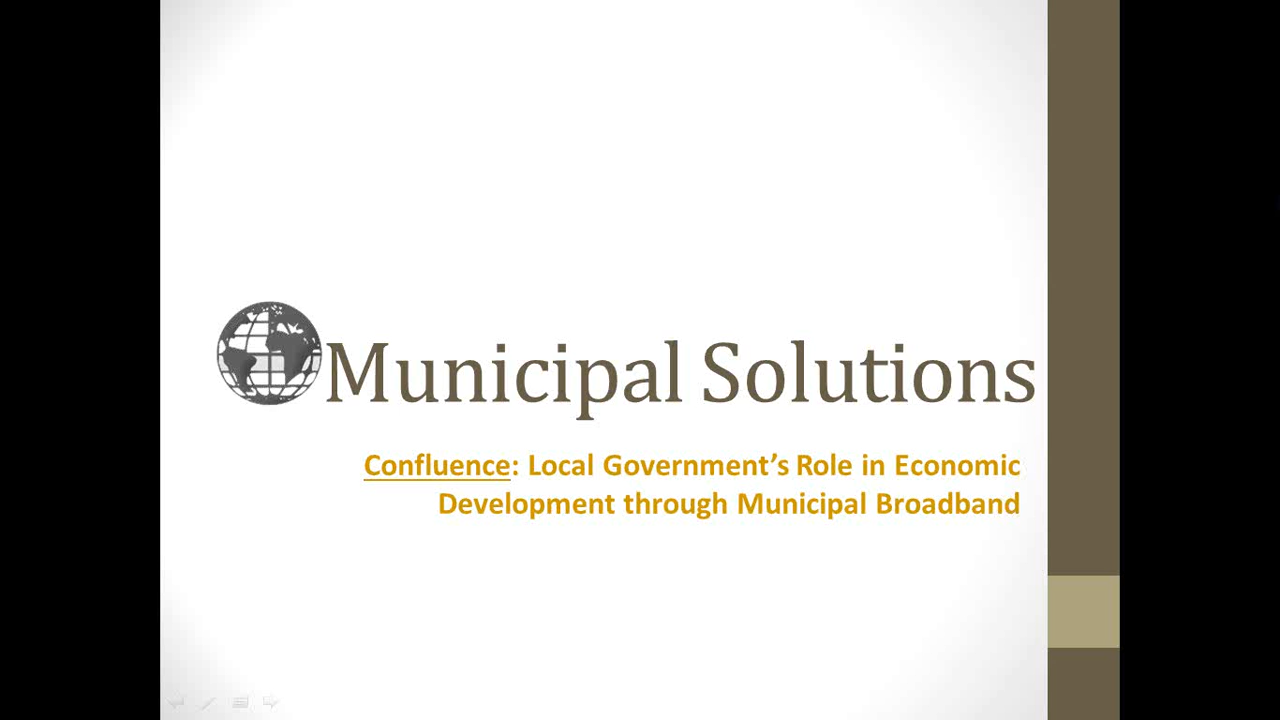 Municipal Solutions
Confluence: Local Government’s Role in Economic
Development through Municipal Broadband